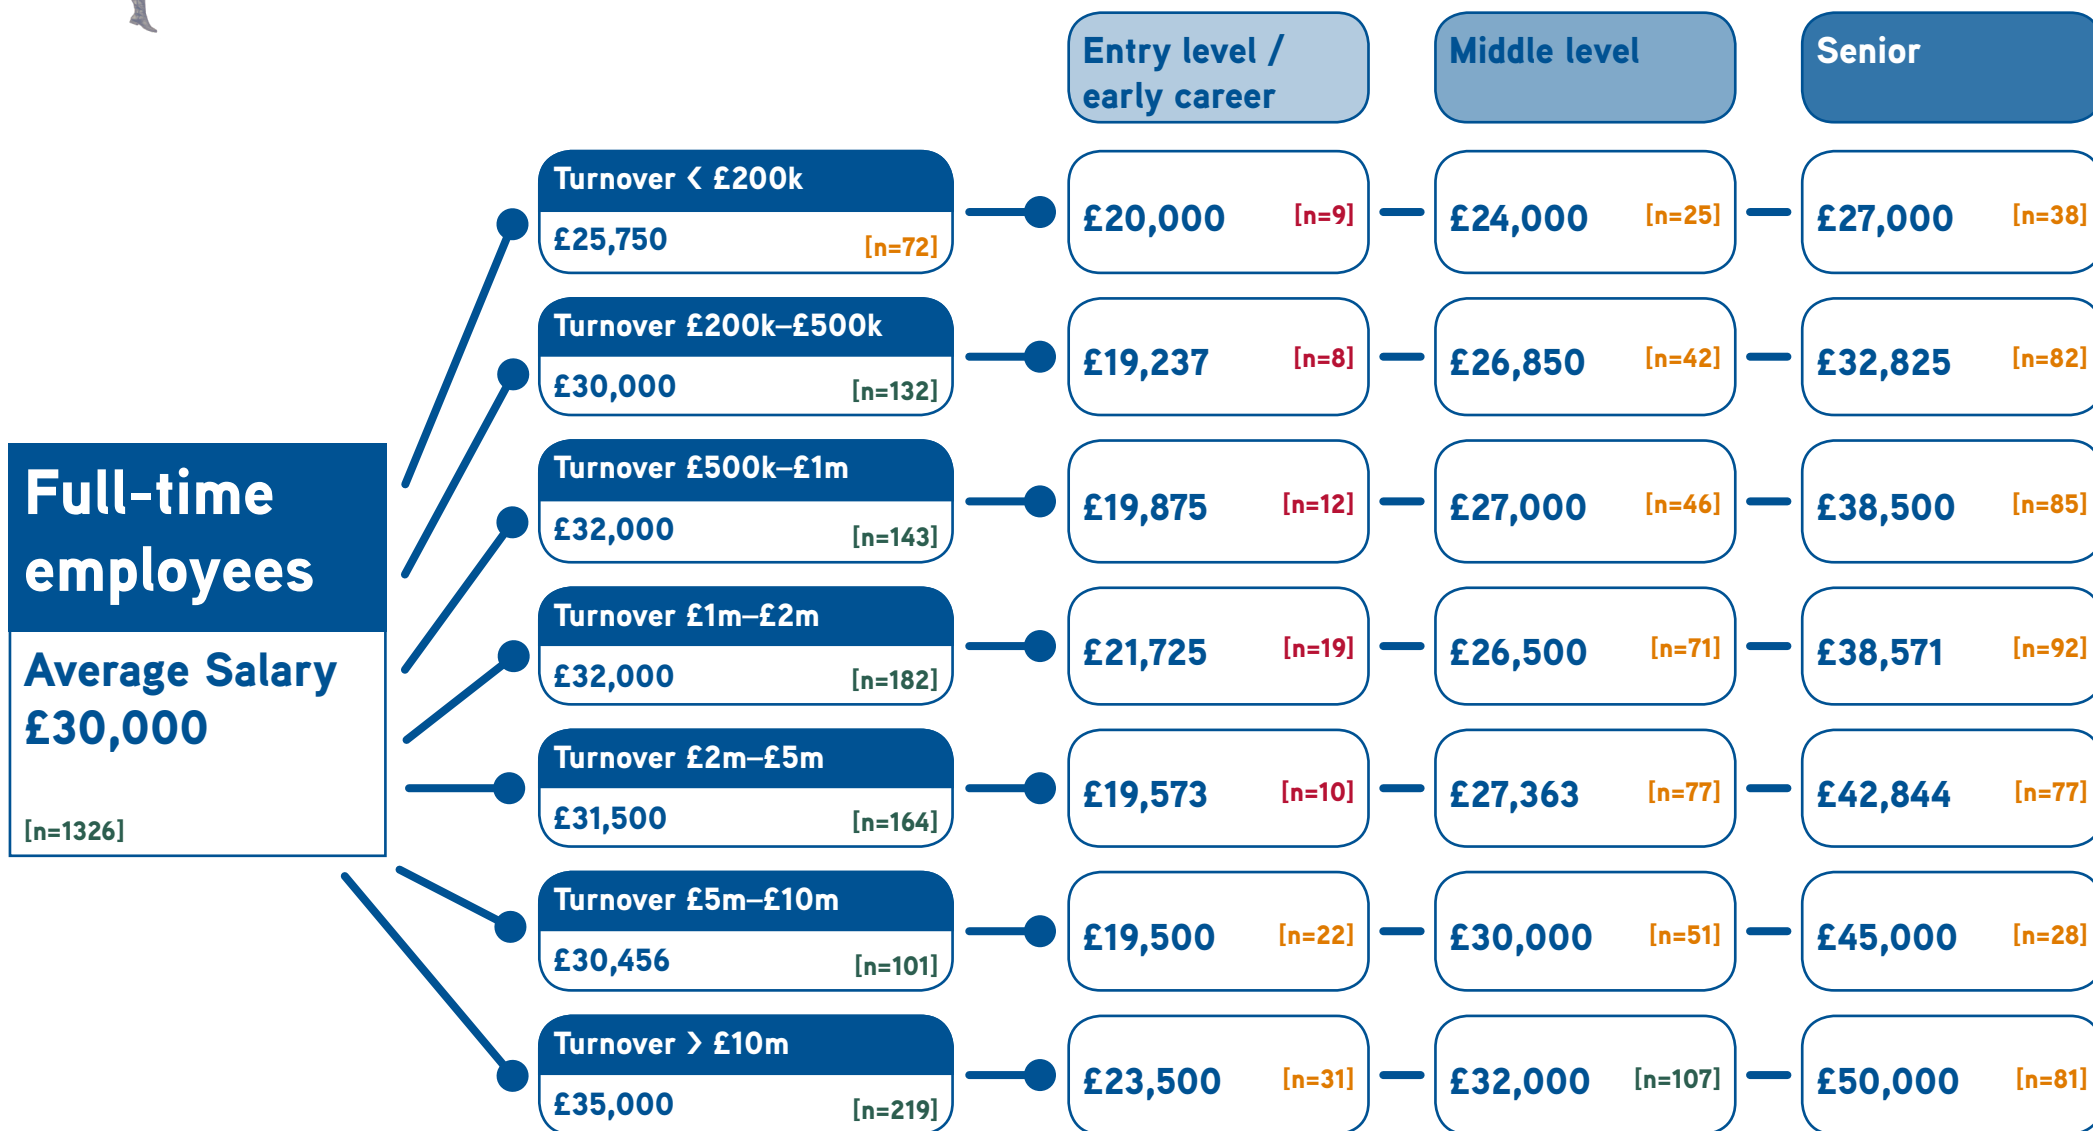 Entry level /
early career
Middle level
Senior
Turnover < £200k
£25,750 [n=72]
£20,000 [n=9]
£24,000 [n=25]
£27,000 [n=38]
Turnover £200k–£500k
£30,000 [n=132]
£19,237 [n=8]
£26,850 [n=42]
£32,825 [n=82]
Turnover £500k–£1m
£32,000 [n=143]
£19,875 [n=12]
£27,000 [n=46]
£38,500 [n=85]
Full-time
employees
Average Salary
£30,000
[n=1326]
Turnover £1m–£2m
£32,000 [n=182]
£21,725 [n=19]
£26,500 [n=71]
£38,571 [n=92]
Turnover £2m–£5m
£31,500 [n=164]
£19,573 [n=10]
£27,363 [n=77]
£42,844 [n=77]
Turnover £5m–£10m
£30,456 [n=101]
£19,500 [n=22]
£30,000 [n=51]
£45,000 [n=28]
Turnover > £10m
£35,000 [n=219]
£23,500 [n=31]
£32,000 [n=107]
£50,000 [n=81]